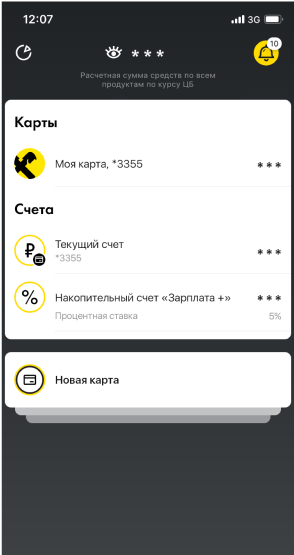 12:07
3G
10
* * *
Расчетная сумма средств по всем
продуктам по курсу ЦБ
Карты
Моя карта, *3355
* * *
Счета
Текущий счет
*3355
* * *
Накопительный счет «Зарплата +»
* * *
Процентная ставка
5%
Новая карта